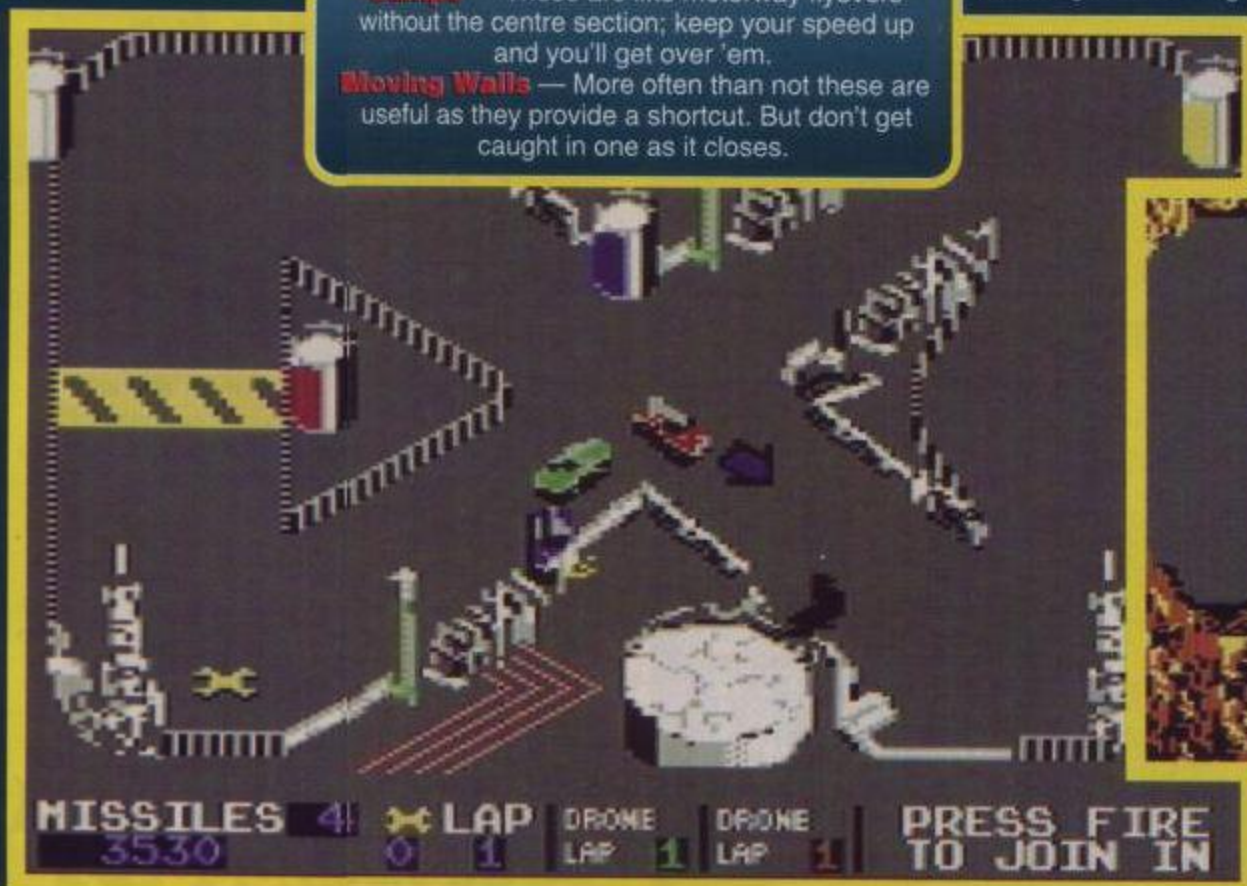 without the centre section; keep your speed up
and you'll get over 'em.
Moving Walls — More often than not these are
useful as they provide a shortcut. But don't get
caught in one as it closes.
MISSILES 4
3530
LAP
0 1
DRONE
LAP 1
DRONE
LAP 1
PRESS FIRE
TO JOIN IN